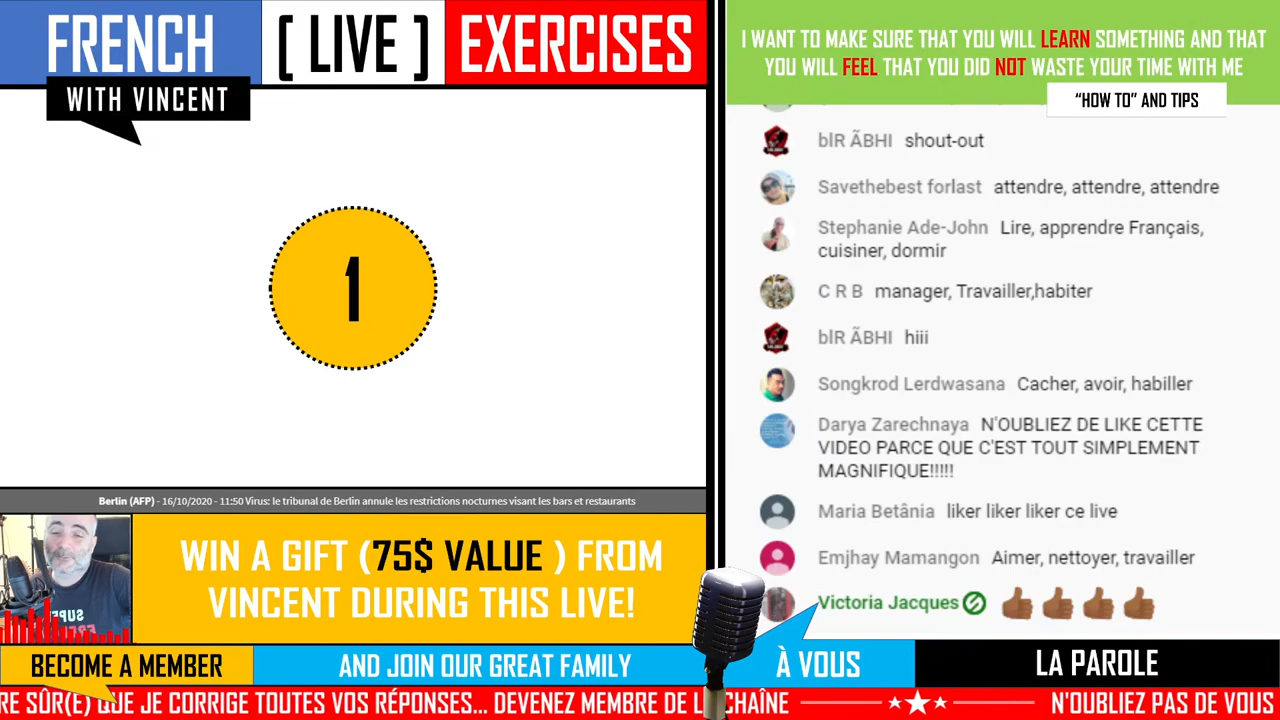 FRENCH
[ LIVE ]
EXERCISES
WITH VINCENT
1
Berlin (AFP) - 16/10/2020 - 11:50 Virus: le tribunal de Berlin annule les restrictions nocturnes visant les bars et restaurants
WIN A GIFT (75$ VALUE ) FROM
VINCENT DURING THIS LIVE!
BECOME A MEMBER
AND JOIN OUR GREAT FAMILY
I WANT TO MAKE SURE THAT YOU WILL LEARN SOMETHING AND THAT
YOU WILL FEEL THAT YOU DID NOT WASTE YOUR TIME WITH ME
“HOW TO” AND TIPS
blR ÃBHI shout-out
Savethebest forlast attendre, attendre, attendre
Stephanie Ade-John Lire, apprendre Français,
cuisiner, dormir
C R B manager, Travailler,habiter
blR ÃBHI hiii
Songkrod Lerdwasana Cacher, avoir, habiller
Darya Zarechnaya N'OUBLIEZ DE LIKE CETTE
VIDEO PARCE QUE C'EST TOUT SIMPLEMENT
MAGNIFIQUE!!!!!
Maria Betânia liker liker liker ce live
Emjhay Mamangon Aimer, nettoyer, travailler
Victoria Jacques
À VOUS
LA PAROLE
RE SÛR(E) QUE JE CORRIGE TOUTES VOS RÉPONSES... DEVENEZ MEMBRE DE L CHAÎNE N'OUBLIEZ PAS DE VOUS